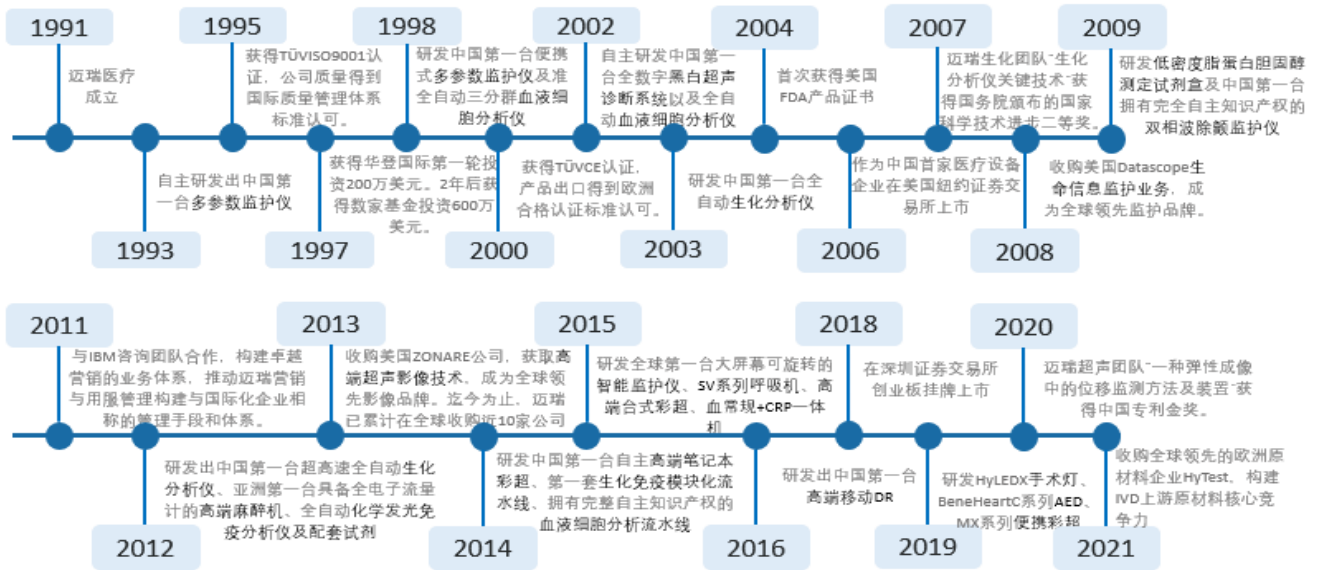 1991
迈瑞医疗
成立
1993
自主研发出中国第
一台多参数监护仪
1995
获得TÜVISO9001认
证，公司质量得到
国际质量管理体系
标准认可。
1997
获得华登国际第一轮投
资200万美元。2年后获
得数家基金投资600万
美元。
1998
研发中国第一台便携
式多参数监护仪及准
全自动三分群血液细
胞分析仪
2000
获得TÜVCE认证，
产品出口得到欧洲
合格认证标准认可。
2002
自主研发中国第一
台全数字黑白超声
诊断系统以及全自
动血液细胞分析仪
2003
研发中国第一台全
自动生化分析仪
2004
首次获得美国
FDA产品证书
2006
作为中国首家医疗设备
企业在美国纽约证券交
易所上市
2007
迈瑞生化团队“生化
分析仪关键技术”获
得国务院颁布的国家
科学技术进步二等奖。
2008
收购美国Datascope生
命信息监护业务，成
为全球领先监护品牌。
2009
研发低密度脂蛋白胆固醇
测定试剂盒及中国第一台
拥有完全自主知识产权的
双相波除颤监护仪
2011
与IBM咨询团队合作，构建卓越
营销的业务体系，推动迈瑞营销
与用服管理构建与国际化企业相
称的管理手段和体系。
2012
研发出中国第一台超高速全自动生化
分析仪、亚洲第一台具备全电子流量
计的高端麻醉机、全自动化学发光免
疫分析仪及配套试剂
2013
收购美国ZONARE公司，获取高
端超声影像技术，成为全球领
先影像品牌。迄今为止，迈瑞
已累计在全球收购近10家公司
2014
研发中国第一台自主高端笔记本
彩超、第一套生化免疫模块化流
水线、拥有完整自主知识产权的
血液细胞分析流水线
2015
研发全球第一台大屏幕可旋转的
智能监护仪、SV系列呼吸机、高
端台式彩超、血常规+CRP一体
机
2016
研发出中国第一台
高端移动DR
2018
在深圳证券交易所
创业板挂牌上市
2019
研发HyLEDX手术灯、
BeneHeartC系列AED、
MX系列便携彩超
2020
迈瑞超声团队“一种弹性成像
中的位移监测方法及装置”获
得中国专利金奖。
2021
收购全球领先的欧洲原
材料企业HyTest，构建
IVD上游原材料核心竞
争力